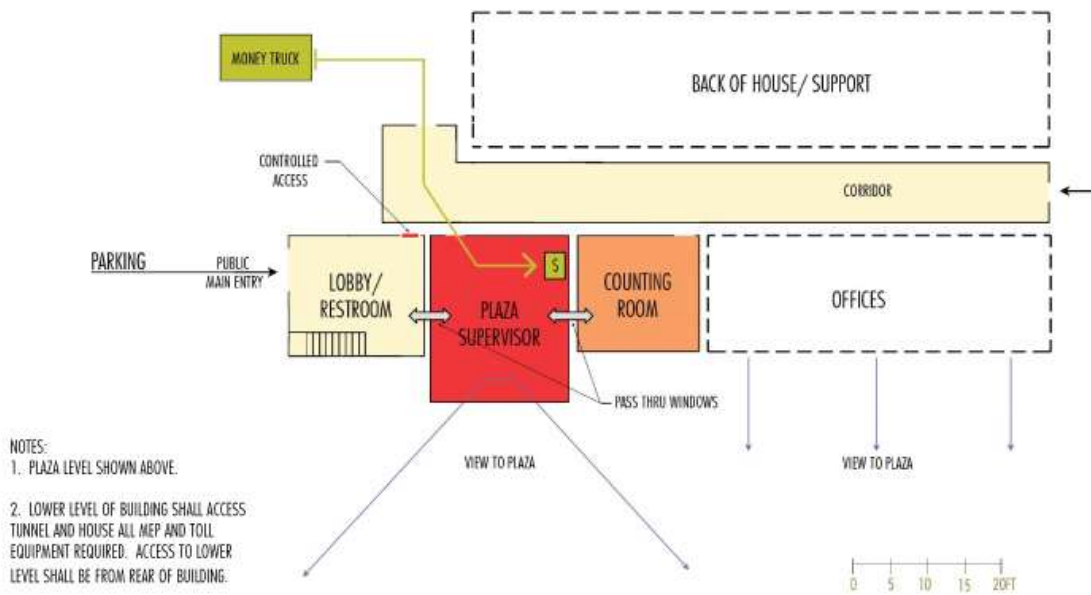 MONEY TRUCK
BACK OF HOUSE/ SUPPORT
CONTROLLED
ACCESS
CORRIDOR
PARKING
PUBLIC
MAIN ENTRY
LOBBY/
RESTROOM
$
PLAZA
SUPERVISOR
COUNTING
ROOM
OFFICES
PASS THRU WINDOWS
VIEW TO PLAZA
VIEW TO PLAZA
NOTES:
1. PLAZA LEVEL SHOWN ABOVE.
2. LOWER LEVEL OF BUILDING SHALL ACCESS
TUNNEL AND HOUSE ALL MEP AND TOLL
EQUIPMENT REQUIRED. ACCESS TO LOWER
LEVEL SHALL BE FROM REAR OF BUILDING.
0 5 10 15 20FT